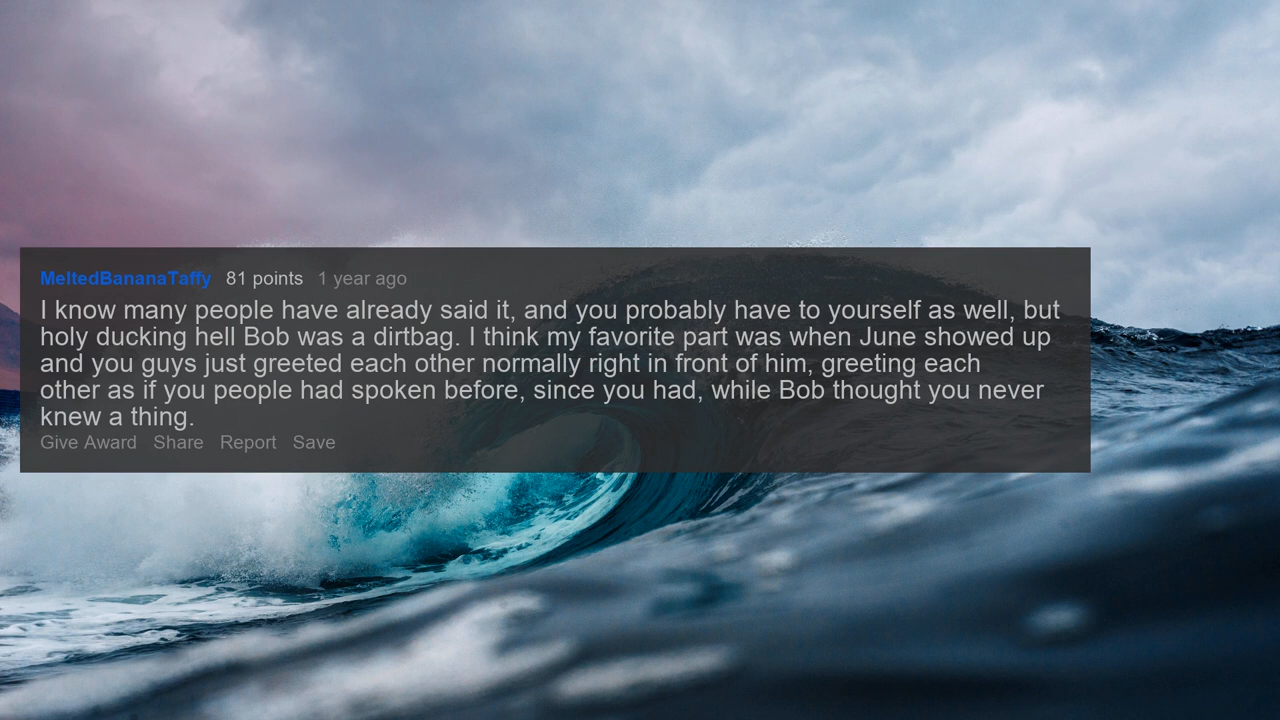 MeltedBananaTaffy 81 points 1 year ago
I know many people have already said it, and you probably have to yourself as well, but
holy ducking hell Bob was a dirtbag. I think my favorite part was when June showed up
and you guys just greeted each other normally right in front of him, greeting each
other as if you people had spoken before, since you had, while Bob thought you never
knew a thing.
Give Award Share Report Save